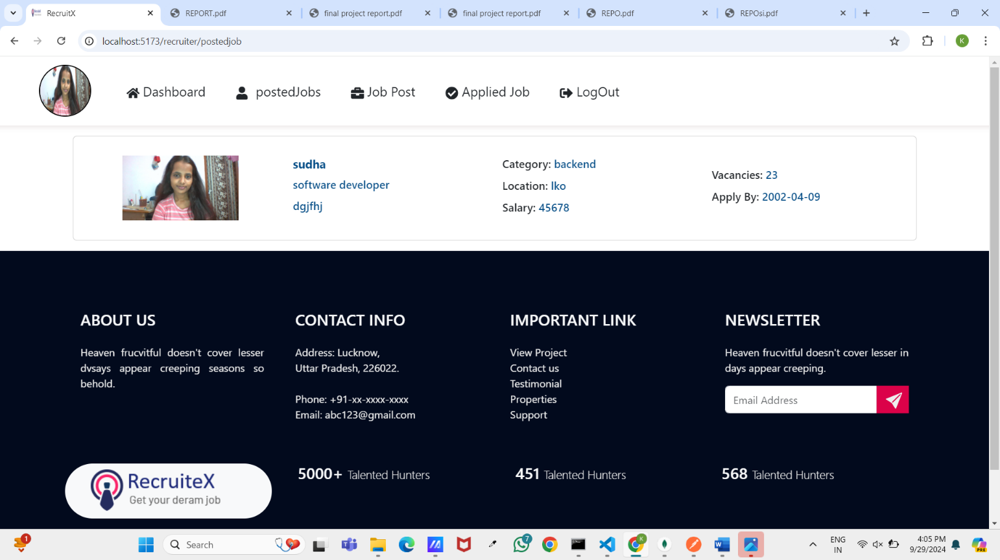 RecruitX
REPORT.pdf
final project report.pdf
final project report.pdf
REPO.pdf
REPOsi.pdf
localhost:5173/recruiter/postedjob
K
Dashboard
postedJobs
Job Post
Applied Job
LogOut
sudha
software developer
dgjfhj
Category: backend
Location: lko
Salary: 45678
Vacancies: 23
Apply By: 2002-04-09
ABOUT US
Heaven frucvitful doesn't cover lesser
dvsays appear creeping seasons so
behold.
CONTACT INFO
Address: Lucknow,
Uttar Pradesh, 226022.
Phone: +91-xx-xxxx-xxxx
Email: abc123@gmail.com
IMPORTANT LINK
View Project
Contact us
Testimonial
Properties
Support
NEWSLETTER
Heaven frucvitful doesn't cover lesser in
days appear creeping.
Email Address
RecruiteX
Get your deram job
5000+ Talented Hunters
451 Talented Hunters
568 Talented Hunters
1
Search
7
K
ENG
IN
4:05 PM
9/29/2024
PRE